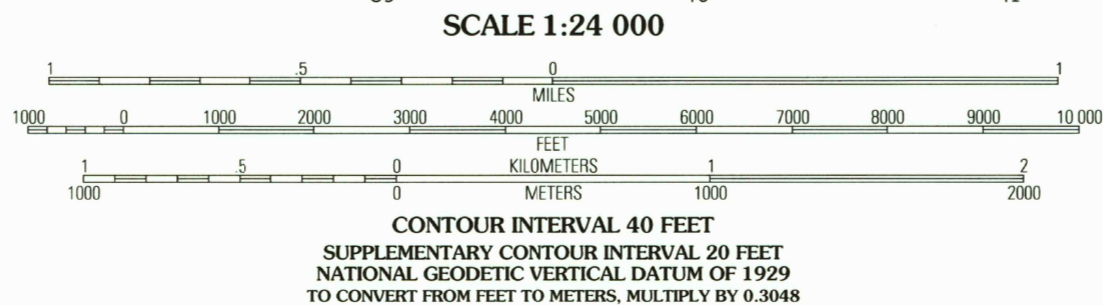 SCALE 1:24 000
1 .5 0 1
MILES
1000 0 1000 2000 3000 4000 5000 6000 7000 8000 9000 10 000
FEET
1 .5 0 KILOMETERS 1 2
1000 0 METERS 1000 2000
CONTOUR INTERVAL 40 FEET
SUPPLEMENTARY CONTOUR INTERVAL 20 FEET
NATIONAL GEODETIC VERTICAL DATUM OF 1929
TO CONVERT FROM FEET TO METERS, MULTIPLY BY 0.3048